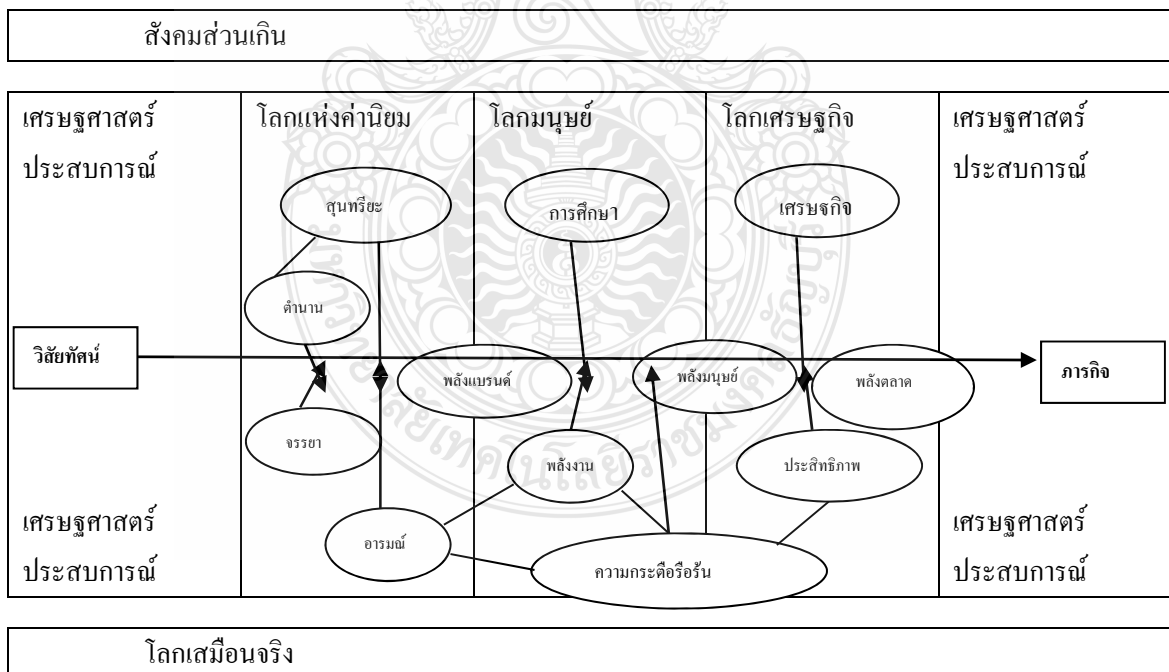 สังคมส่วนเกิน
เศรษฐศาสตร์
ประสบการณ์
โลกแห่งค่านิยม
โลกมนุษย์
โลกเศรษฐกิจ
เศรษฐศาสตร์
ประสบการณ์
สุนทรียะ
การศึกษา
เศรษฐกิจ
ตำนาน
วิสัยทัศน์
พลังแบรนด์
พลังมนุษย์
พลังตลาด
ภารกิจ
จรรยา
พลังงาน
ประสิทธิภาพ
เศรษฐศาสตร์
ประสบการณ์
อารมณ์
ความกระตือรือร้น
เศรษฐศาสตร์
ประสบการณ์
โลกเสมือนจริง